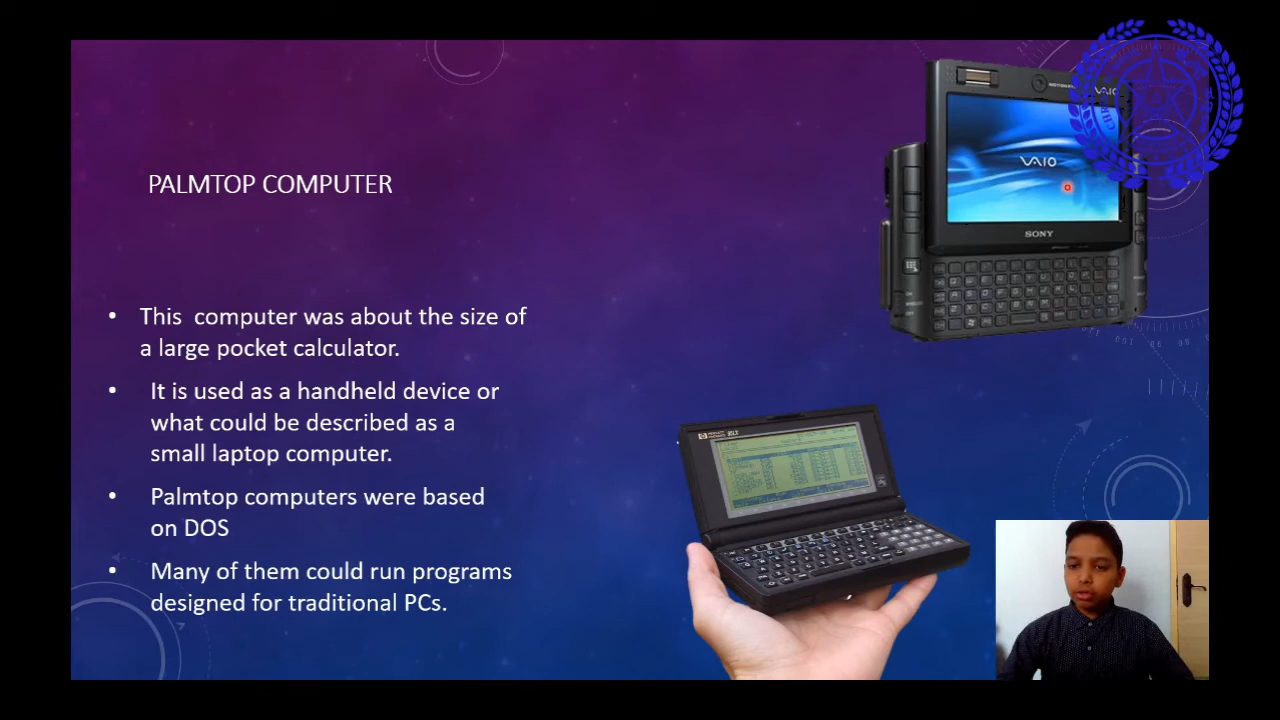 PALMTOP COMPUTER
• This  computer was about the size of
a large pocket calculator.
• It is used as a handheld device or
what could be described as a
small laptop computer.
• Palmtop computers were based
on DOS
• Many of them could run programs
designed for traditional PCs.
VAIO
VAIO
SONY